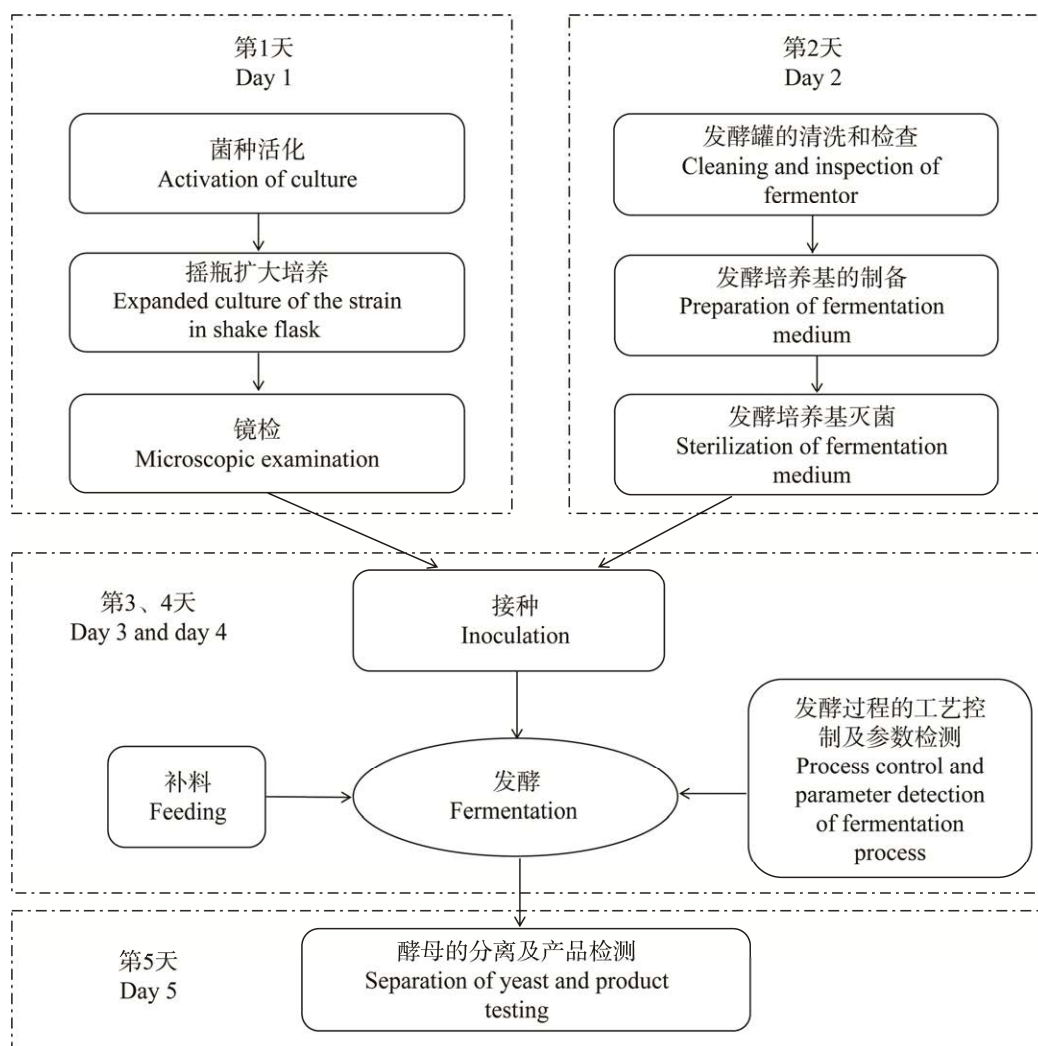 第1天
Day 1
菌种活化
Activation of culture
摇瓶扩大培养
Expanded culture of the strain
in shake flask
镜检
Microscopic examination
第2天
Day 2
发酵罐的清洗和检查
Cleaning and inspection of
fermentor
发酵培养基的制备
Preparation of fermentation
medium
发酵培养基灭菌
Sterilization of fermentation
medium
第3、4天
Day 3 and day 4
接种
Inoculation
补料
Feeding
发酵
Fermentation
发酵过程的工艺控
制及参数检测
Process control and
parameter detection
of fermentation
process
第5天
Day 5
酵母的分离及产品检测
Separation of yeast and product
testing